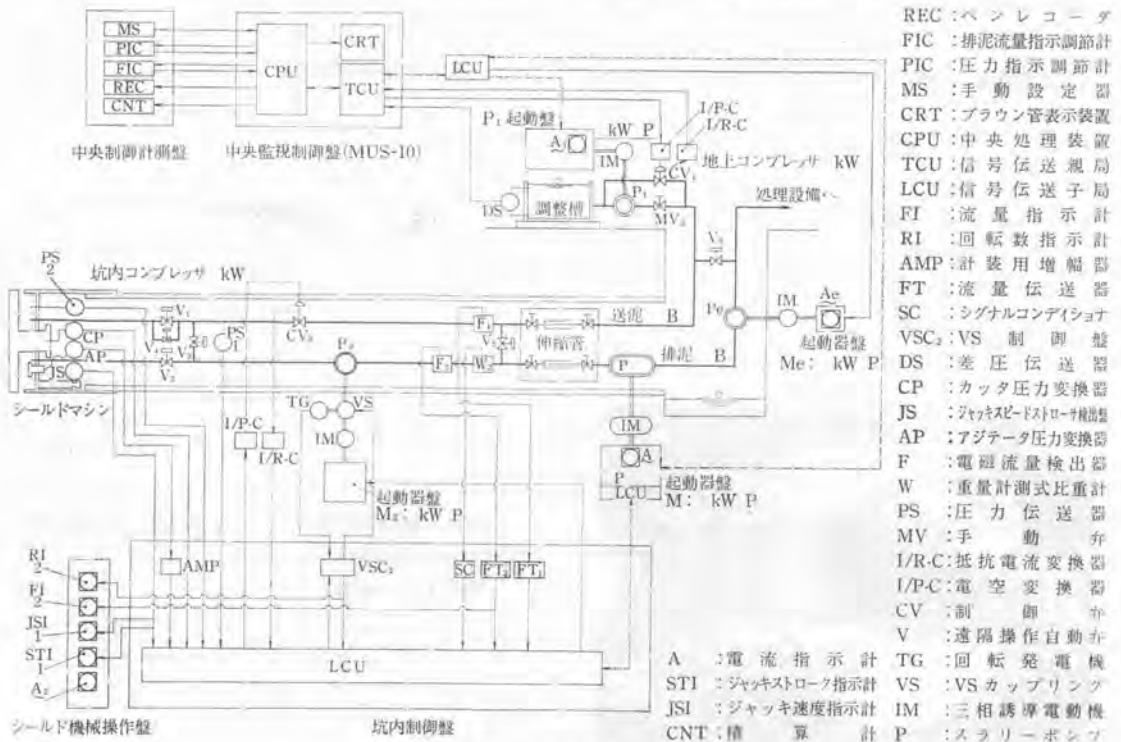 MS
PIC
FIC
REC
CNT
中央制御計測盤
CPU
CRT
TCU
中央監視制御盤(MUS-10)
LCU
I/P-C
I/R-C
P₁ 起動盤
kW P
A
IM
地上コンプレッサ kW
CV₁
DS
調整槽
P₁
処理設備へ
PS
2
坑内コンプレッサ kW
V₁
PS
1
CV₂
F₁
送泥 B
IM
Ae
CP
AP
V₂
P₂
F₂
W₂
伸縮管
P
排泥 B
起動器盤
Me: kW P
JS
シールドマシン
TG
VS
I/P-C
I/R-C
IM
IM
A
起動器盤
M₂: kW P
P
LCU
起動器盤
M: kW P
RI
2
FI
2
JSI
1
STI
1
A₂
AMP
VSC₂
SC
FT₂
FT₁
LCU
シールド機械操作盤
坑内制御盤
REC:ペンレコーダ
FIC:排泥流量指示調節計
PIC:圧力指示調節計
MS:手動設定器
CRT:ブラウン管表示装置
CPU:中央処理装置
TCU:信号伝送親局
LCU:信号伝送子局
FI:流量指示計
RI:回転数指示計
AMP:計装用増幅器
FT:流量伝送器
SC:シグナルコンディショナ
VSC₂:VS制御盤
DS:差圧伝送器
CP:カッタ圧力変換器
JS:ジャッキスピードストローク検出盤
AP:アジテータ圧力変換器
F:電磁流量検出器
W:重量計測式比重計
PS:圧力伝送器
MV:手動弁
I/R-C:抵抗電流変換器
I/P-C:電空変換器
CV:制御弁
V:遠隔操作自動弁
A:電流指示計
STI:ジャッキストローク指示計
JSI:ジャッキ速度指示計
CNT:積算計
TG:回転発電機
VS:VSカップリング
IM:三相誘導電動機
P:スラリーポンプ